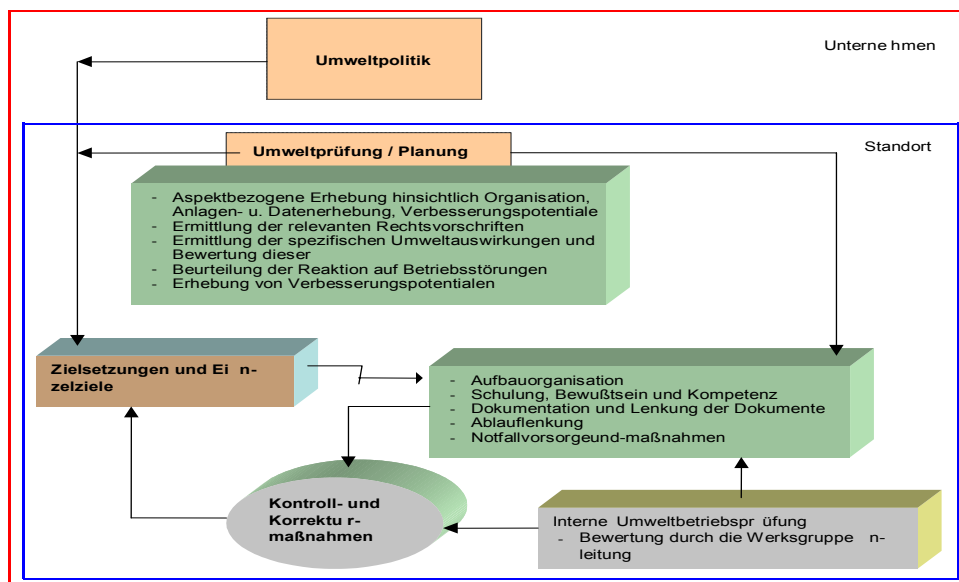 Unterne hmen
Umweltpolitik
Standort
Umweltprüfung / Planung
- Aspektbezogene Erhebung hinsichtlich Organisation,
Anlagen- u. Datenerhebung, Verbesserungspotentiale
- Ermittlung der relevanten Rechtsvorschriften
- Ermittlung der spezifischen Umweltauswirkungen und
Bewertung dieser
- Beurteilung der Reaktion auf Betriebsstörungen
- Erhebung von Verbesserungspotentialen
Zielsetzungen und Ei n-
zelziele
- Aufbauorganisation
- Schulung, Bewußtsein und Kompetenz
- Dokumentation und Lenkung der Dokumente
- Ablauflenkung
- Notfallvorsorgeund-maßnahmen
Kontroll- und
Korrektu r-
maßnahmen
Interne Umweltbetriebspr üfung
- Bewertung durch die Werksgruppe n-
leitung